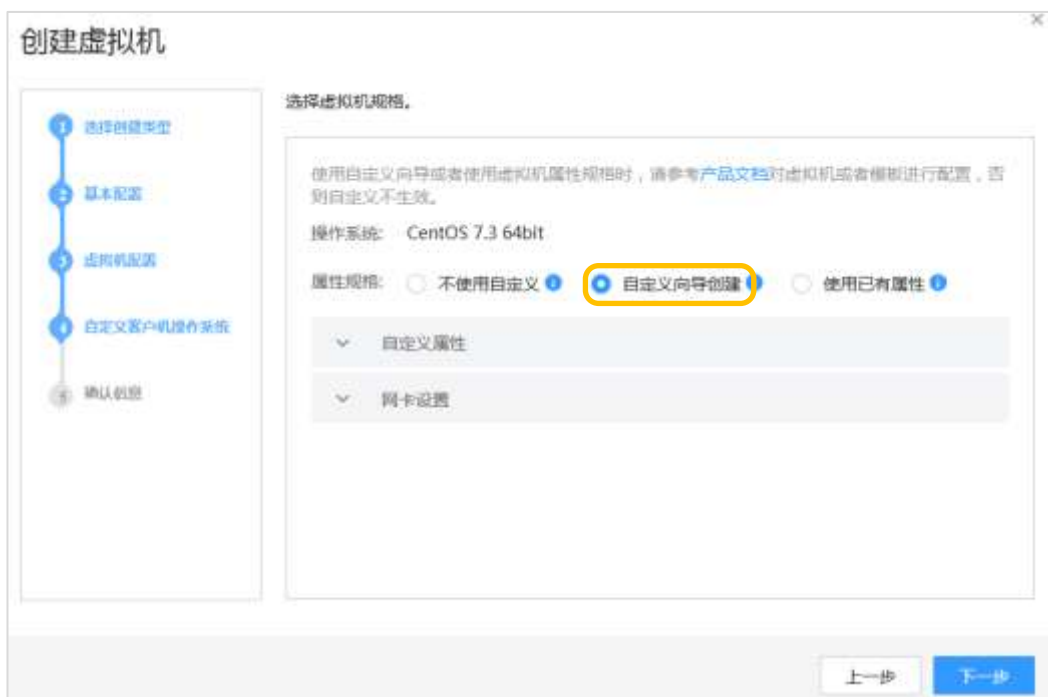 创建虚拟机
1 选择创建类型
2 基本配置
3 虚拟机配置
4 自定义客户机操作系统
5 确认信息
选择虚拟机规格。
使用自定义向导或者使用虚拟机属性规格时，请参考产品文档对虚拟机或者模板进行配置，否
则自定义不生效。
操作系统: CentOS 7.3 64bit
属性规格: 不使用自定义 自定义向导创建 使用已有属性
自定义属性
网卡设置
上一步 下一步